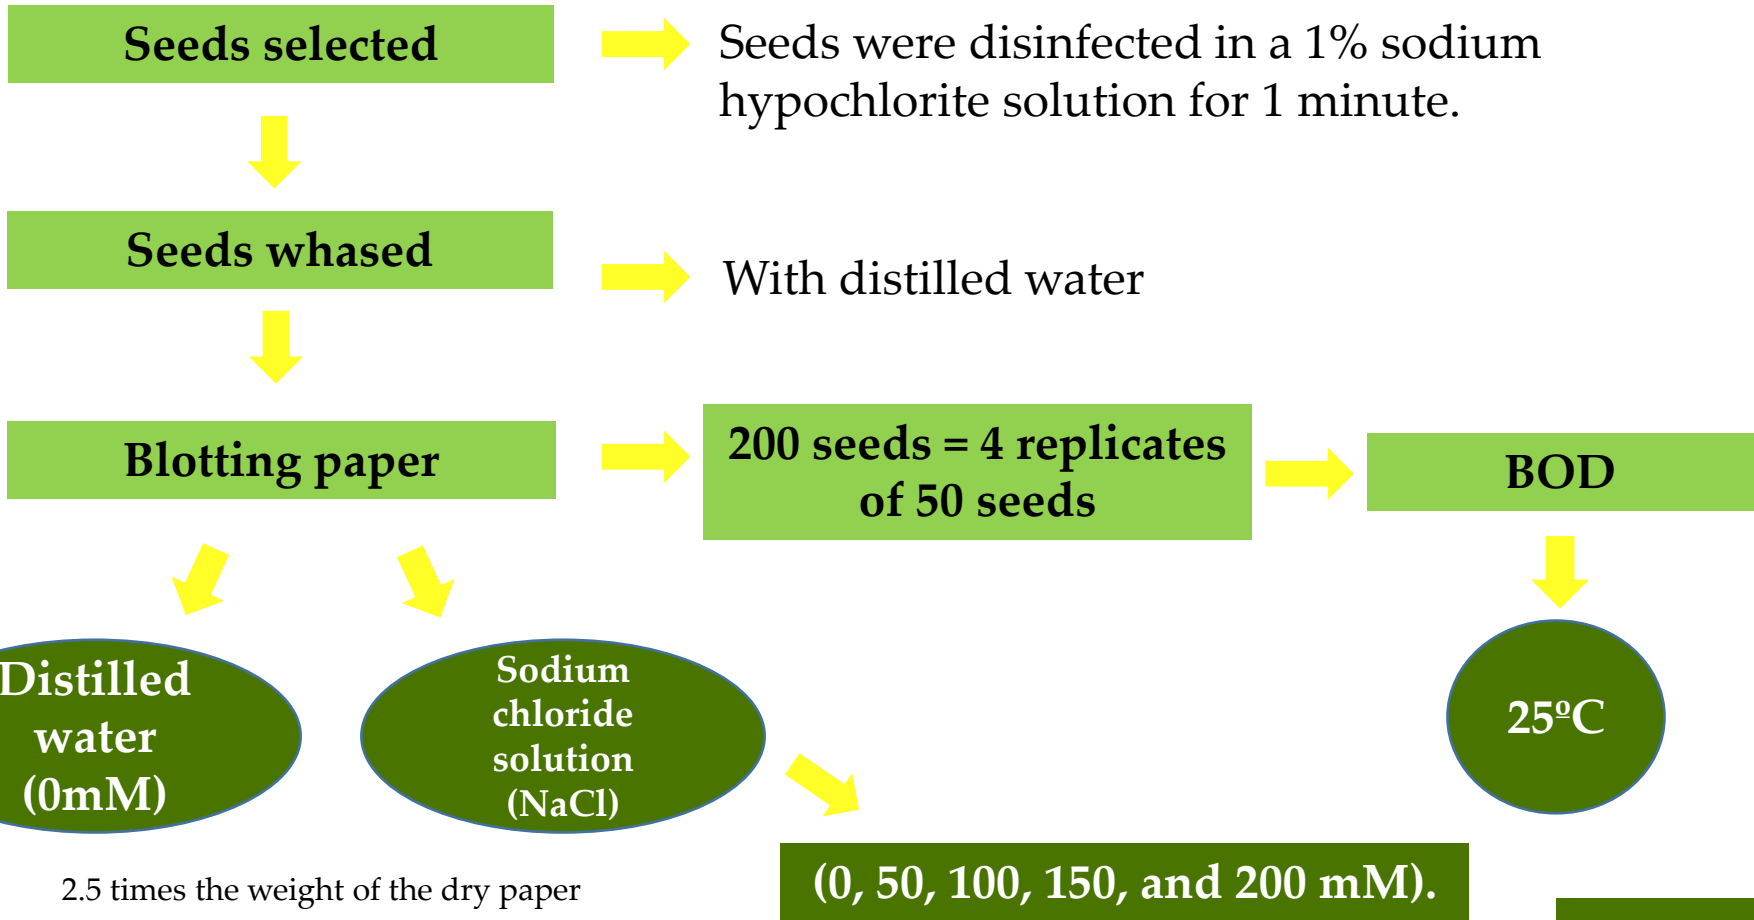 Seeds selected
Seeds were disinfected in a 1% sodium
hypochlorite solution for 1 minute.
Seeds whased
With distilled water
Blotting paper
200 seeds = 4 replicates
of 50 seeds
BOD
Distilled
water
(0mM)
Sodium
chloride
solution
(NaCl)
25ºC
(0, 50, 100, 150, and 200 mM).
2.5 times the weight of the dry paper